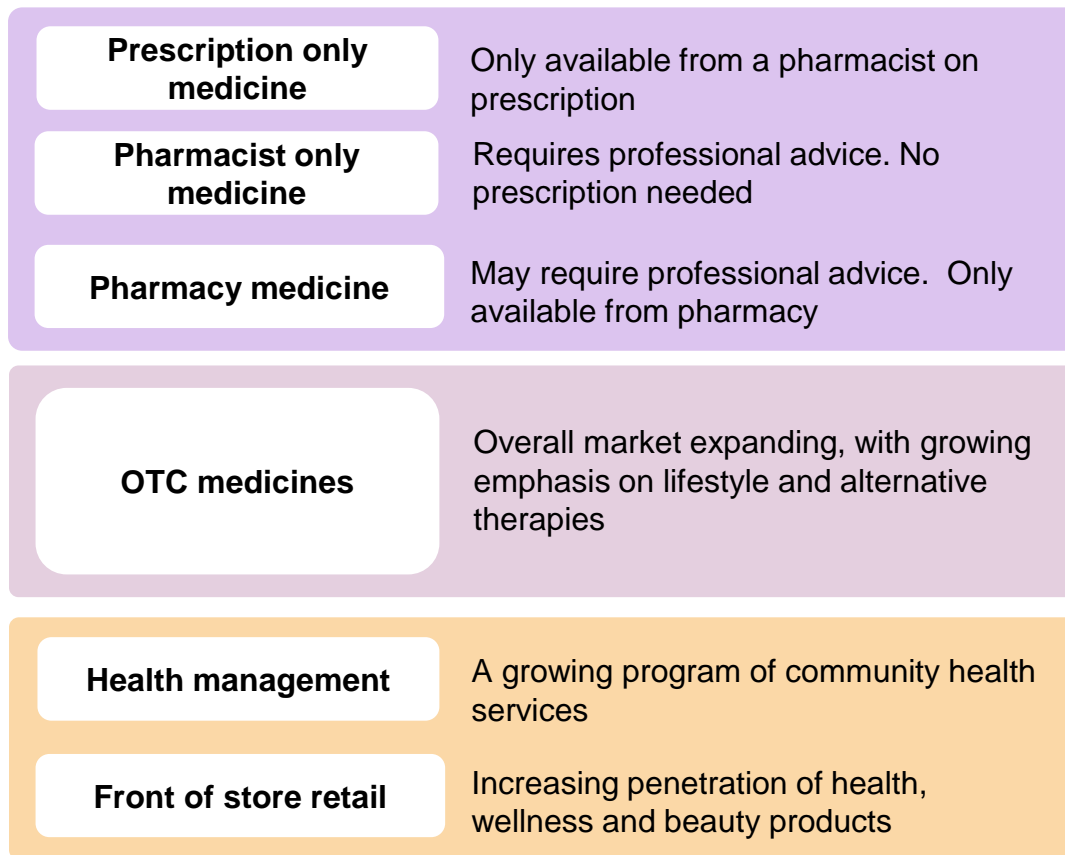 Prescription only
medicine
Only available from a pharmacist on
prescription
Pharmacist only
medicine
Requires professional advice. No
prescription needed
Pharmacy medicine
May require professional advice.  Only
available from pharmacy
OTC medicines
Overall market expanding, with growing
emphasis on lifestyle and alternative
therapies
Health management
A growing program of community health
services
Front of store retail
Increasing penetration of health,
wellness and beauty products